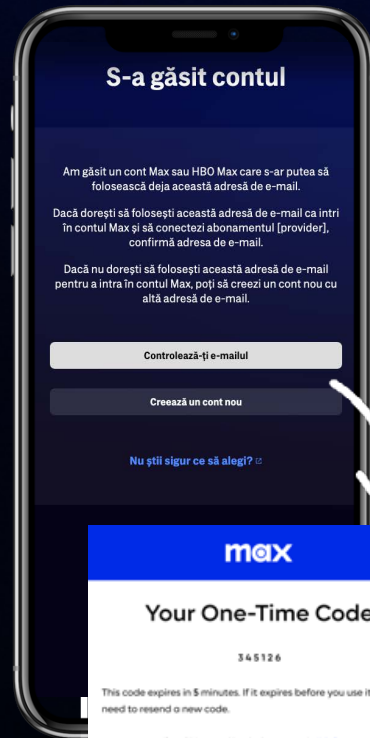 S-a găsit contul
Am găsit un cont Max sau HBO Max care s-ar putea să
folosească deja această adresă de e-mail.
Dacă dorești să folosești această adresă de e-mail ca intri
în contul Max și să conectezi abonamentul [provider],
confirmă adresa de e-mail.
Dacă nu dorești să folosești această adresă de e-mail
pentru a intra în contul Max, poți să creezi un cont nou cu
altă adresă de e-mail.
Controlează-ți e-mailul
Creează un cont nou
Nu știi sigur ce să alegi?
max
Your One-Time Code
345126
This code expires in 5 minutes. If it expires before you use it
need to resend a new code.